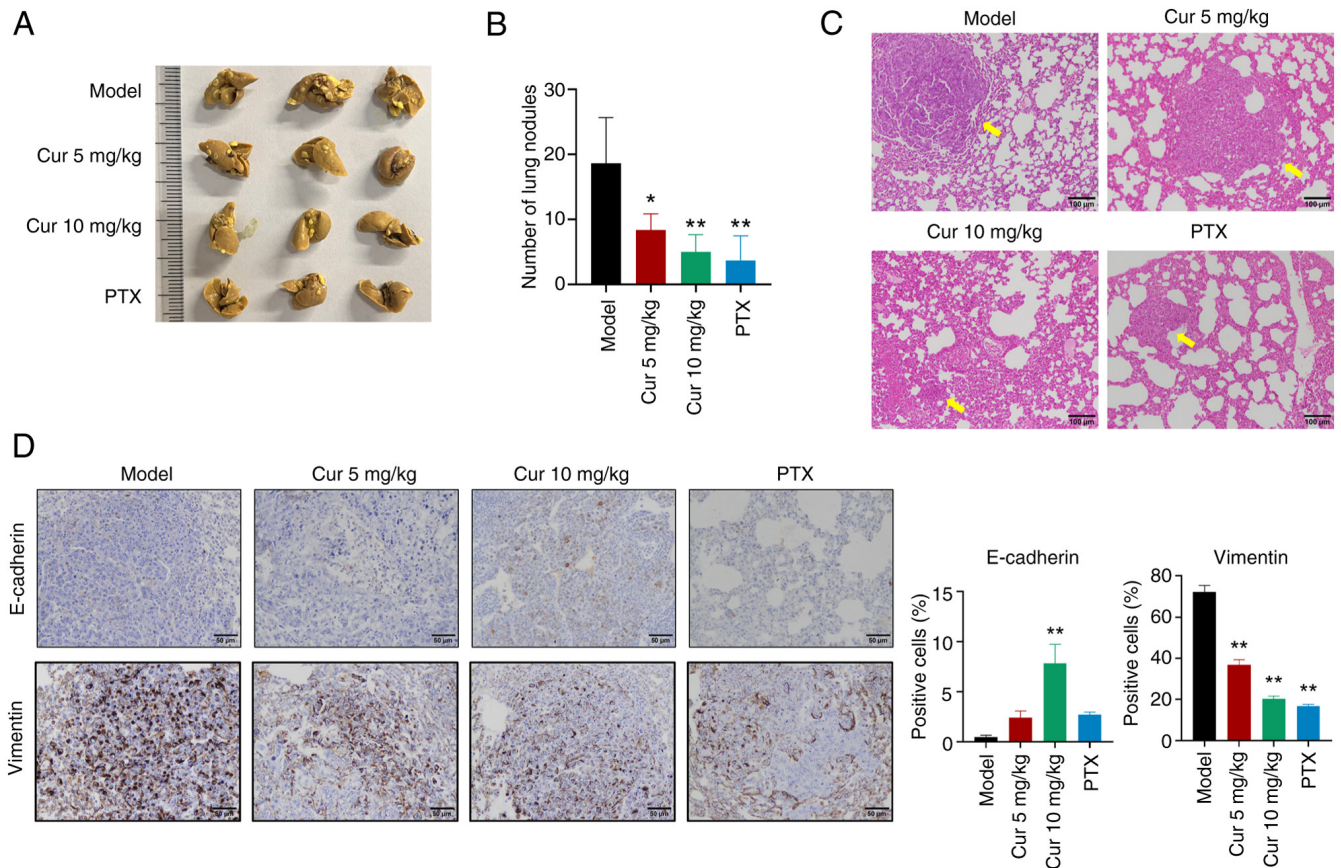 A
Model
Cur 5 mg/kg
Cur 10 mg/kg
PTX
B
Number of lung nodules
30
20
10
0
*
**
**
Model
Cur 5 mg/kg
Cur 10 mg/kg
PTX
C
Model
Cur 5 mg/kg
100 µm
100 µm
Cur 10 mg/kg
PTX
100 µm
100 µm
D
Model
Cur 5 mg/kg
Cur 10 mg/kg
PTX
E-cadherin
50 µm
50 µm
50 µm
50 µm
Vimentin
50 µm
50 µm
50 µm
50 µm
E-cadherin
Positive cells (%)
15
10
5
0
**
Model
Cur 5 mg/kg
Cur 10 mg/kg
PTX
Vimentin
Positive cells (%)
80
60
40
20
0
**
**
**
Model
Cur 5 mg/kg
Cur 10 mg/kg
PTX